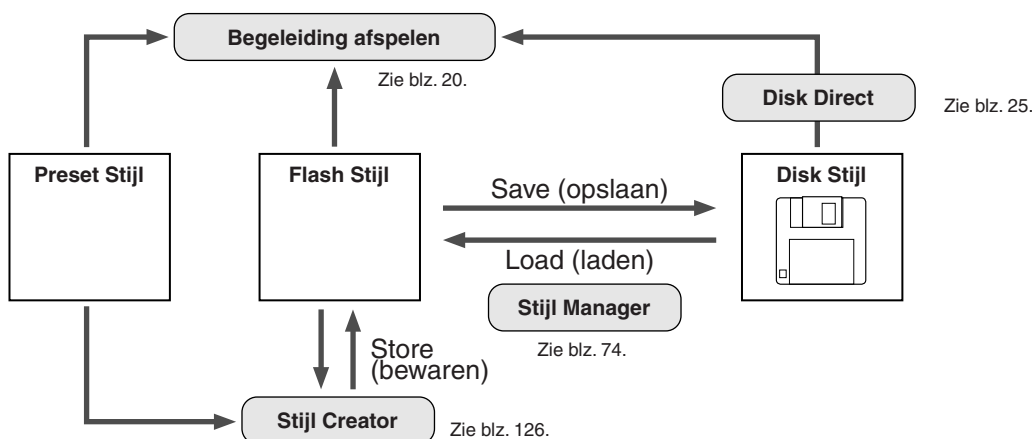 Begeleiding afspelen
Zie blz. 20.
Disk Direct
Zie blz. 25.
Preset Stijl
Flash Stijl
Disk Stijl
Save (opslaan)
Load (laden)
Stijl Manager
Zie blz. 74.
Store
(bewaren)
Stijl Creator
Zie blz. 126.